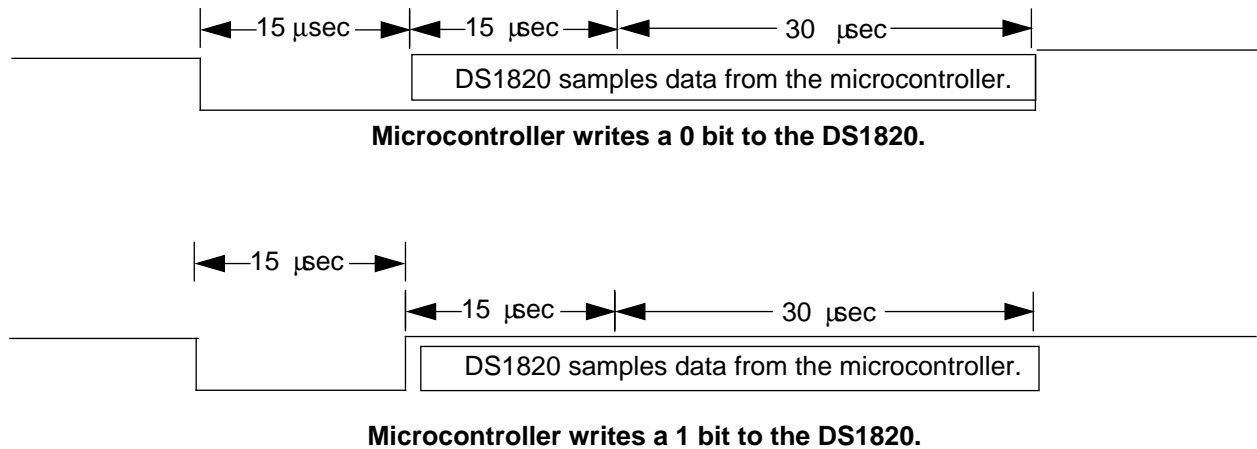 15 μsec 15 μsec 30 μsec
DS1820 samples data from the microcontroller.
Microcontroller writes a 0 bit to the DS1820.
15 μsec
15 μsec 30 μsec
DS1820 samples data from the microcontroller.
Microcontroller writes a 1 bit to the DS1820.